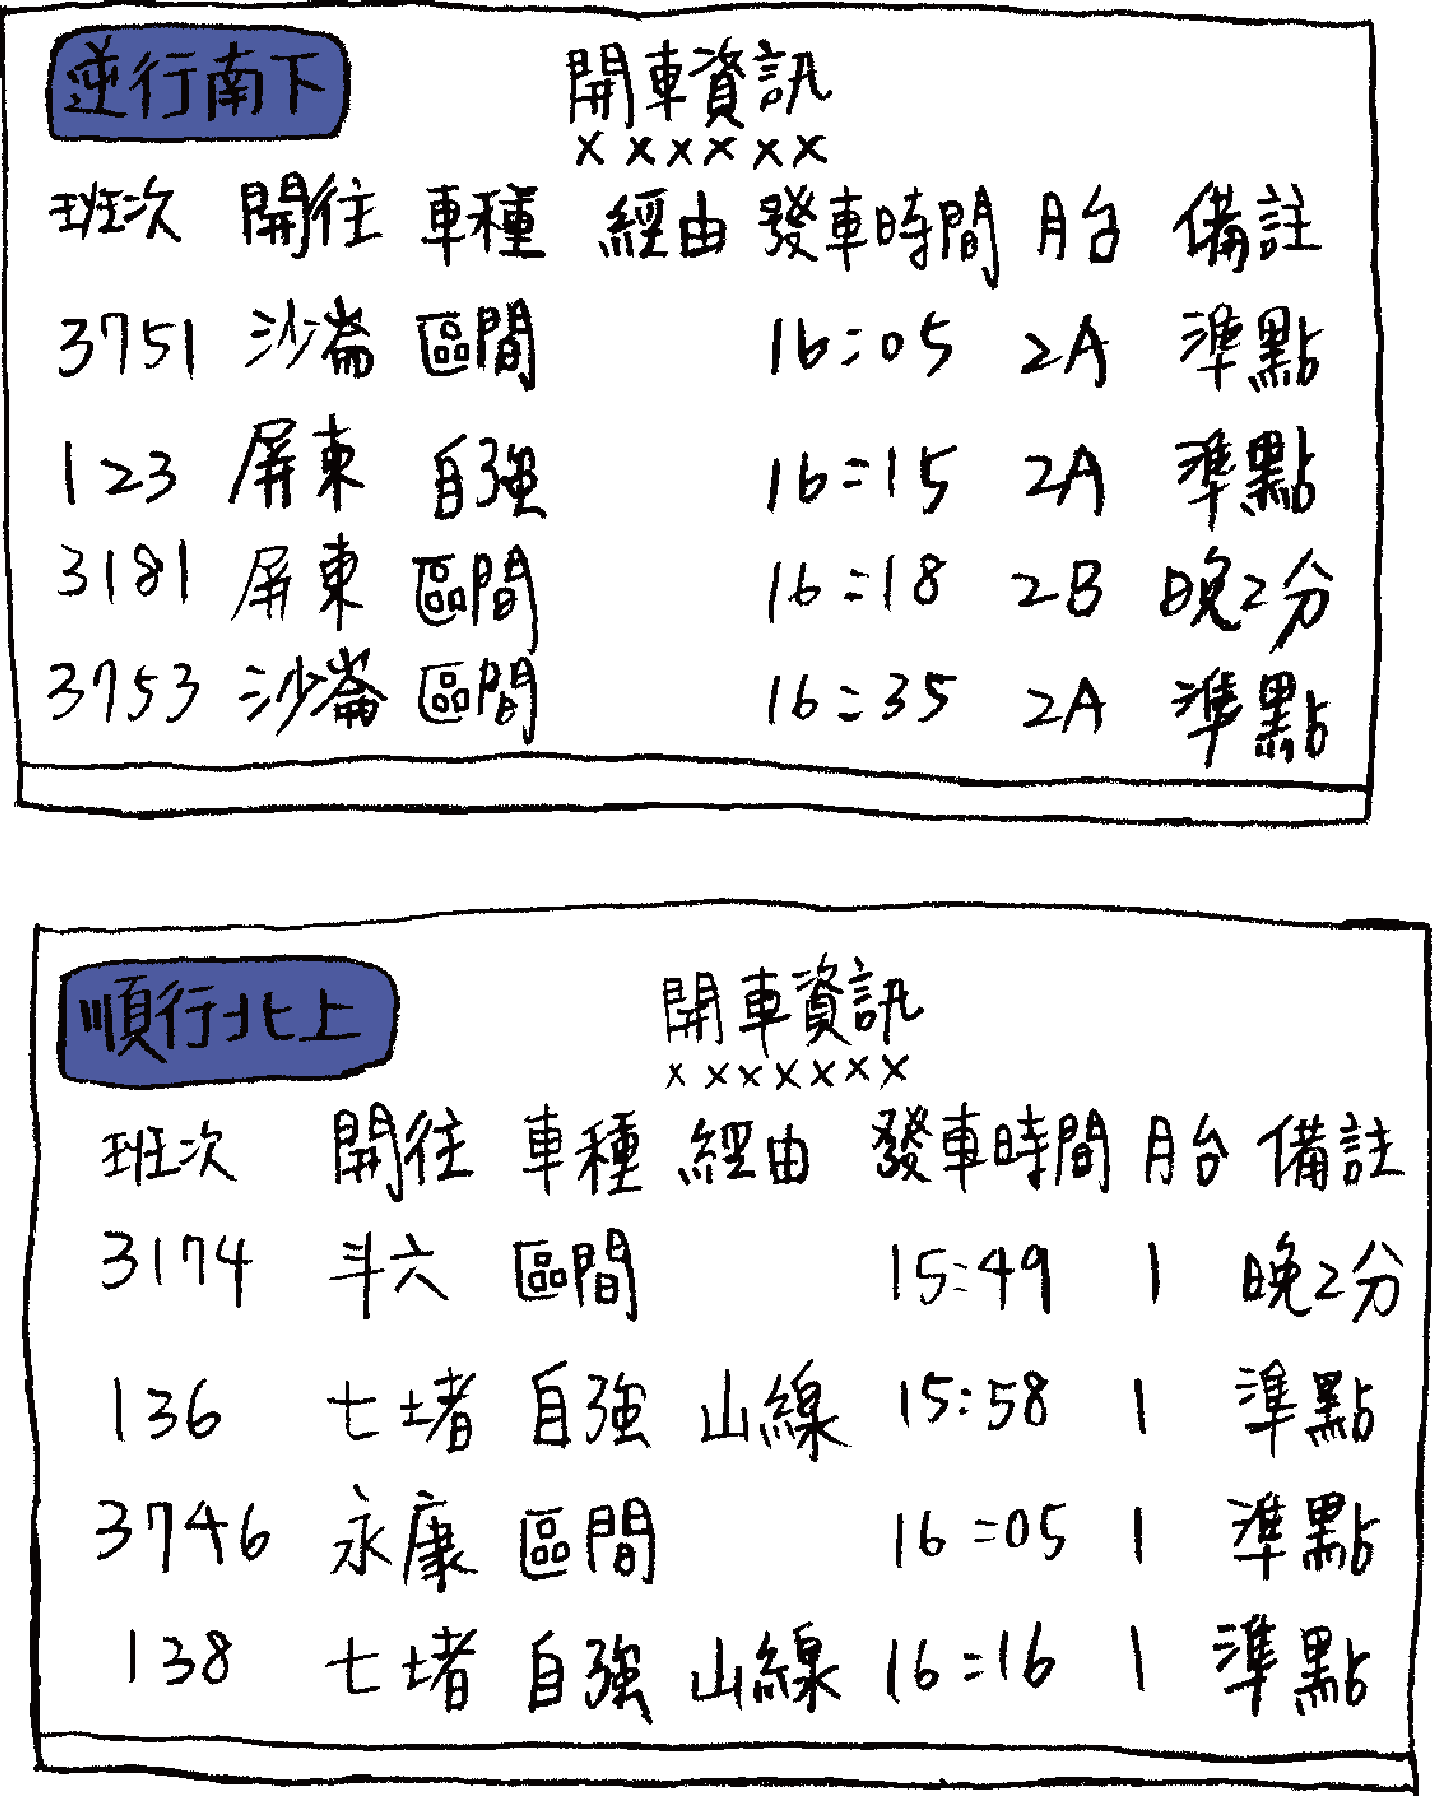 逆行南下 開車資訊
××××××
班次 開往 車種 經由 發車時間 月台 備註
3751 沙崙 區間 16:05 2A 準點
123 屏東 自強 16:15 2A 準點
3181 屏東 區間 16:18 2B 晚2分
3753 沙崙 區間 16:35 2A 準點
順行北上 開車資訊
×××××××
班次 開往 車種 經由 發車時間 月台 備註
3174 斗六 區間 15:49 1 晚2分
136 七堵 自強 山線 15:58 1 準點
3746 永康 區間 16:05 1 準點
138 七堵 自強 山線 16:16 1 準點